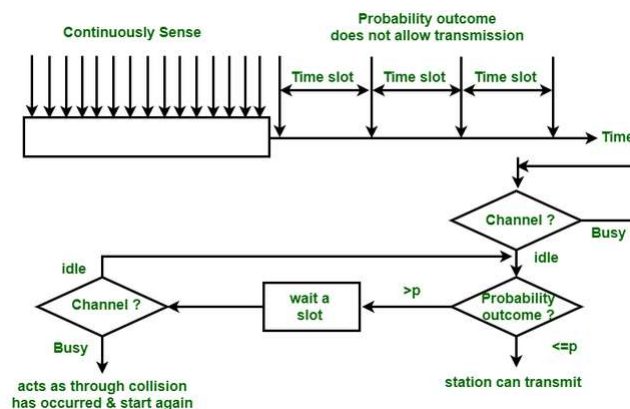 Continuously Sense
Probability outcome
does not allow transmission
Time slot
Time slot
Time slot
Time
Channel ?
Busy
idle
idle
Channel ?
wait a
slot
>p
Probability
outcome ?
Busy
<=p
acts as through collision
has occurred & start again
station can transmit